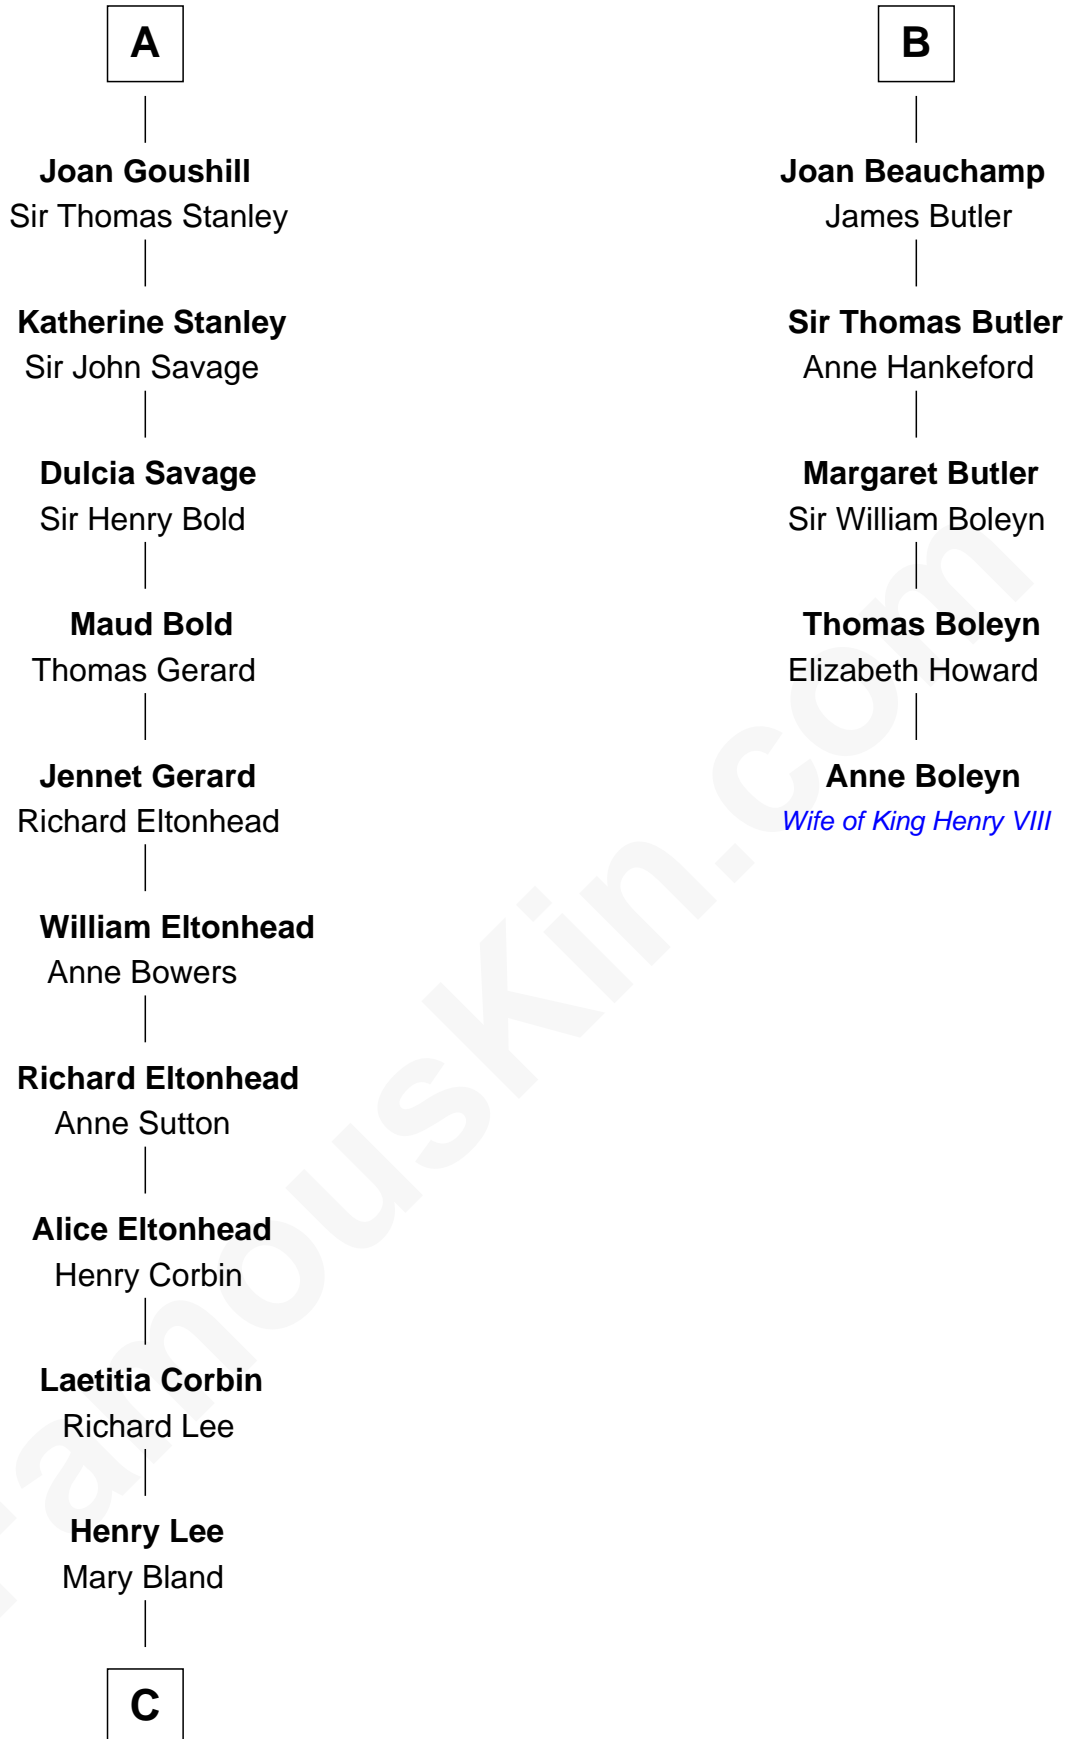 A
Joan Goushill
Sir Thomas Stanley
Katherine Stanley
Sir John Savage
Dulcia Savage
Sir Henry Bold
Maud Bold
Thomas Gerard
Jennet Gerard
Richard Eltonhead
William Eltonhead
Anne Bowers
Richard Eltonhead
Anne Sutton
Alice Eltonhead
Henry Corbin
Laetitia Corbin
Richard Lee
Henry Lee
Mary Bland
C
B
Joan Beauchamp
James Butler
Sir Thomas Butler
Anne Hankeford
Margaret Butler
Sir William Boleyn
Thomas Boleyn
Elizabeth Howard
Anne Boleyn
Wife of King Henry VIII
FamousKin.com